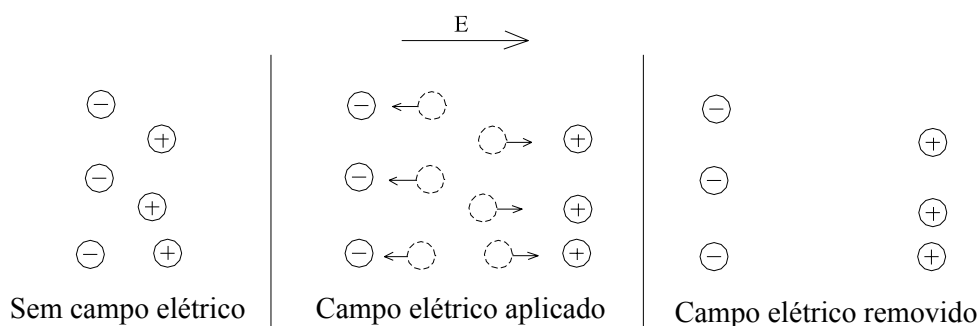 E
− − −
+ − + +
− − +
+ + +
− + − + − +
Sem campo elétrico Campo elétrico aplicado Campo elétrico removido